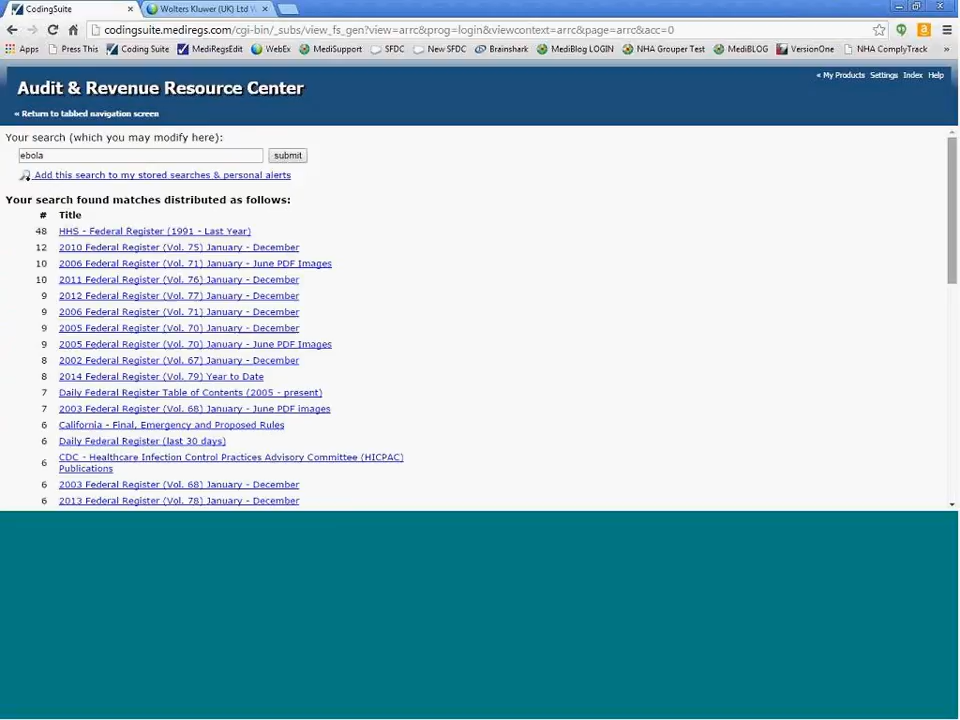 CodingSuite
Wolters Kluwer (UK) Ltd W
codingsuite.mediregs.com/cgi-bin/_subs/view_fs_gen?view=arrc&prog=login&viewcontext=arrc&page=arrc&acc=0
Apps Press This Coding Suite MediRegsEdit WebEx MediSupport SFDC New SFDC Brainshark MediBlog LOGIN NHA Grouper Test MediBLOG VersionOne NHA ComplyTrack »
« My Products Settings Index Help
Audit & Revenue Resource Center
« Return to tabbed navigation screen
Your search (which you may modify here):
ebola submit
Add this search to my stored searches & personal alerts
Your search found matches distributed as follows:
# Title
48 HHS - Federal Register (1991 - Last Year)
12 2010 Federal Register (Vol. 75) January - December
10 2006 Federal Register (Vol. 71) January - June PDF Images
10 2011 Federal Register (Vol. 76) January - December
9 2012 Federal Register (Vol. 77) January - December
9 2006 Federal Register (Vol. 71) January - December
9 2005 Federal Register (Vol. 70) January - December
9 2005 Federal Register (Vol. 70) January - June PDF Images
8 2002 Federal Register (Vol. 67) January - December
8 2014 Federal Register (Vol. 79) Year to Date
7 Daily Federal Register Table of Contents (2005 - present)
7 2003 Federal Register (Vol. 68) January - June PDF images
6 California - Final, Emergency and Proposed Rules
6 Daily Federal Register (last 30 days)
6 CDC - Healthcare Infection Control Practices Advisory Committee (HICPAC)
Publications
6 2003 Federal Register (Vol. 68) January - December
6 2013 Federal Register (Vol. 78) January - December